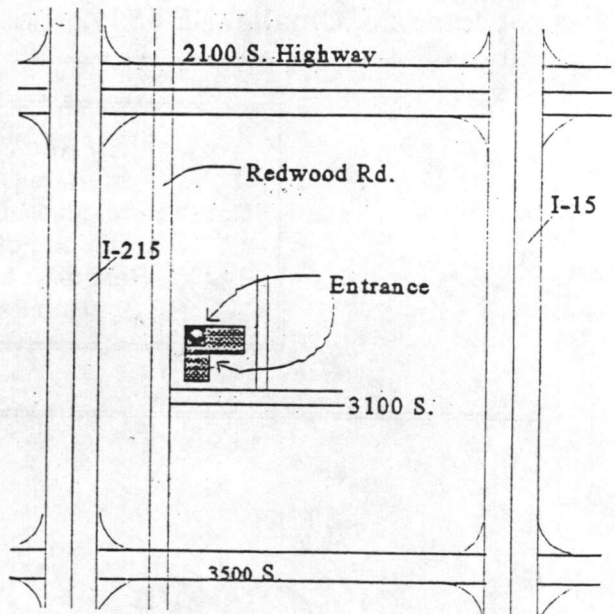 2100 S. Highway
Redwood Rd.
I-15
I-215
Entrance
3100 S.
3500 S.